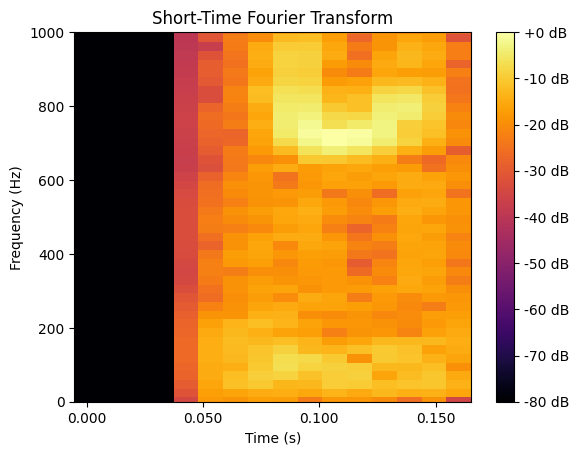 Short-Time Fourier Transform
1000
800
600
400
200
0
Frequency (Hz)
0.000
0.050
0.100
0.150
Time (s)
+0 dB
-10 dB
-20 dB
-30 dB
-40 dB
-50 dB
-60 dB
-70 dB
-80 dB